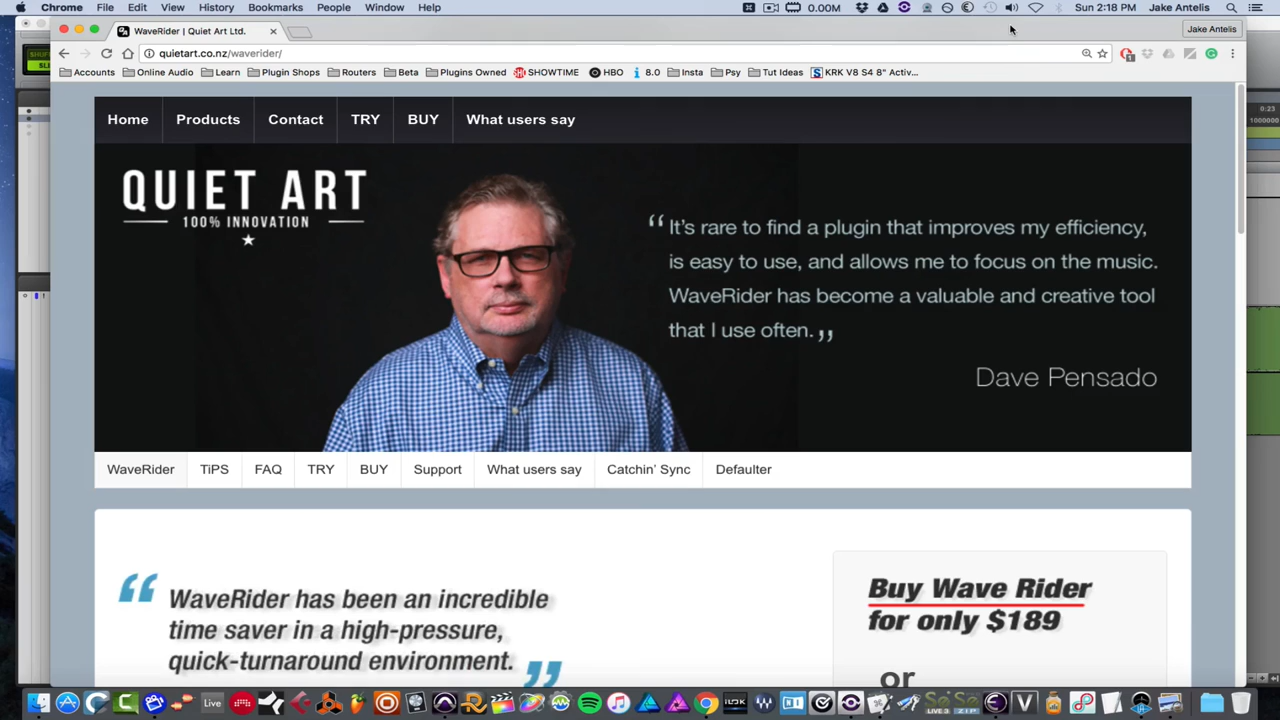 Chrome File Edit View History Bookmarks People Window Help 0.00M Sun 2:18 PM Jake Antelis
WaveRider | Quiet Art Ltd. Jake Antelis
quietart.co.nz/waverider/
Accounts Online Audio Learn Plugin Shops Routers Beta Plugins Owned SHOWTIME HBO 8.0 Insta Psy Tut Ideas KRK V8 S4 8" Activ...
0:23
1000000
Home Products Contact TRY BUY What users say
QUIET ART
100% INNOVATION
“ It's rare to find a plugin that improves my efficiency,
is easy to use, and allows me to focus on the music.
WaveRider has become a valuable and creative tool
that I use often. ”
Dave Pensado
WaveRider TiPS FAQ TRY BUY Support What users say Catchin' Sync Defaulter
“ WaveRider has been an incredible
time saver in a high-pressure,
quick-turnaround environment. ”
Buy Wave Rider
for only $189
or
Live